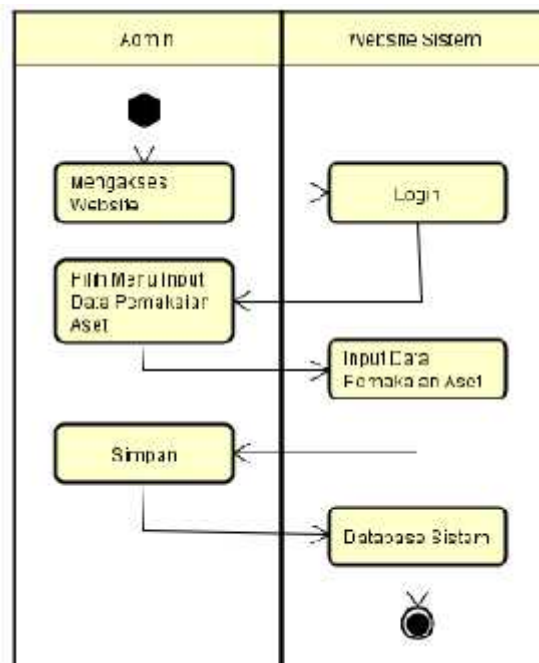 Admin
Website Sistem
Mengakses
Website
Login
Pilih Menu Input
Data Pemakaian
Aset
Input Data
Pemakaian Aset
Simpan
Database Sistem